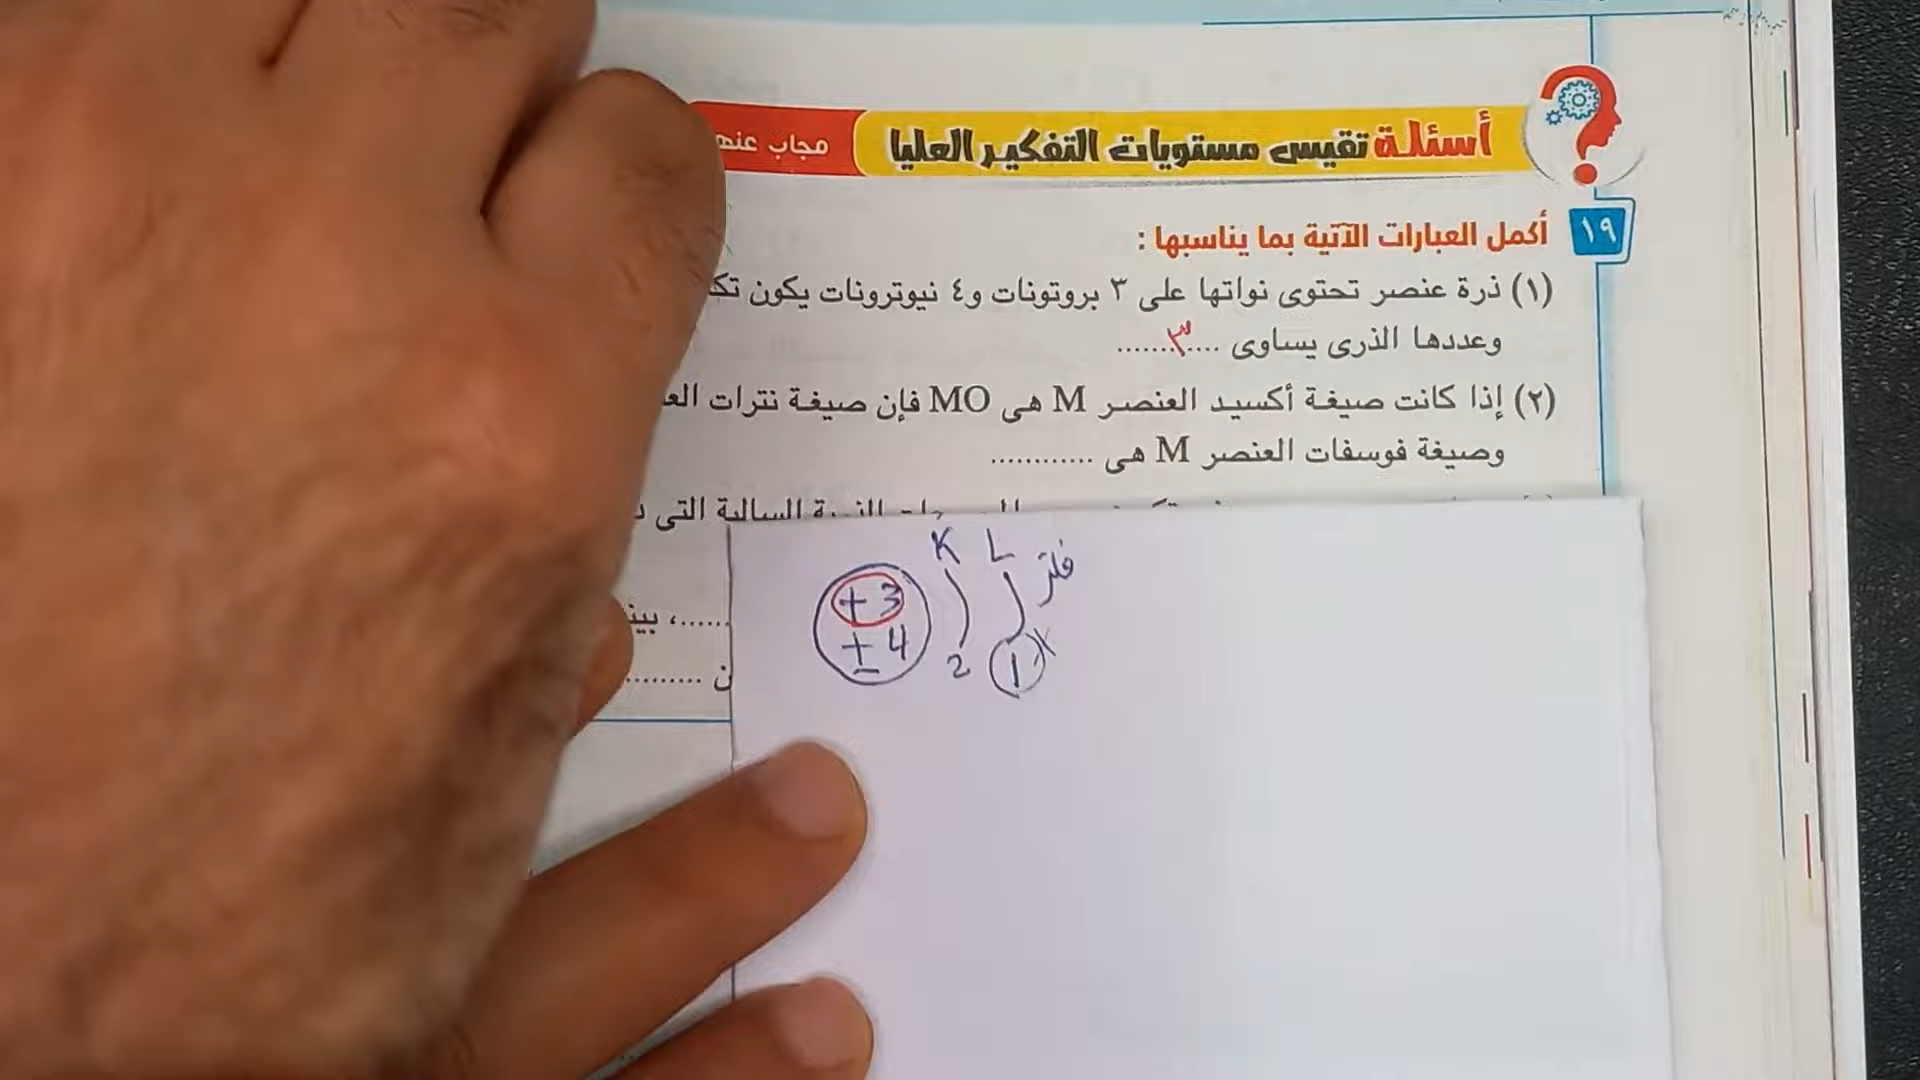 أسئلة تقيس مستويات التفكير العليا مجاب عنه
١٩ أكمل العبارات الآتية بما يناسبها :
(١) ذرة عنصر تحتوى نواتها على ٣ بروتونات و٤ نيوترونات يكون
وعددها الذرى يساوى ....٣.......
(٢) إذا كانت صيغة أكسيد العنصر M هى MO فإن صيغة نترات
وصيغة فوسفات العنصر M هى ............
السالبة التى
K L فلز
+3
± 4
2 1